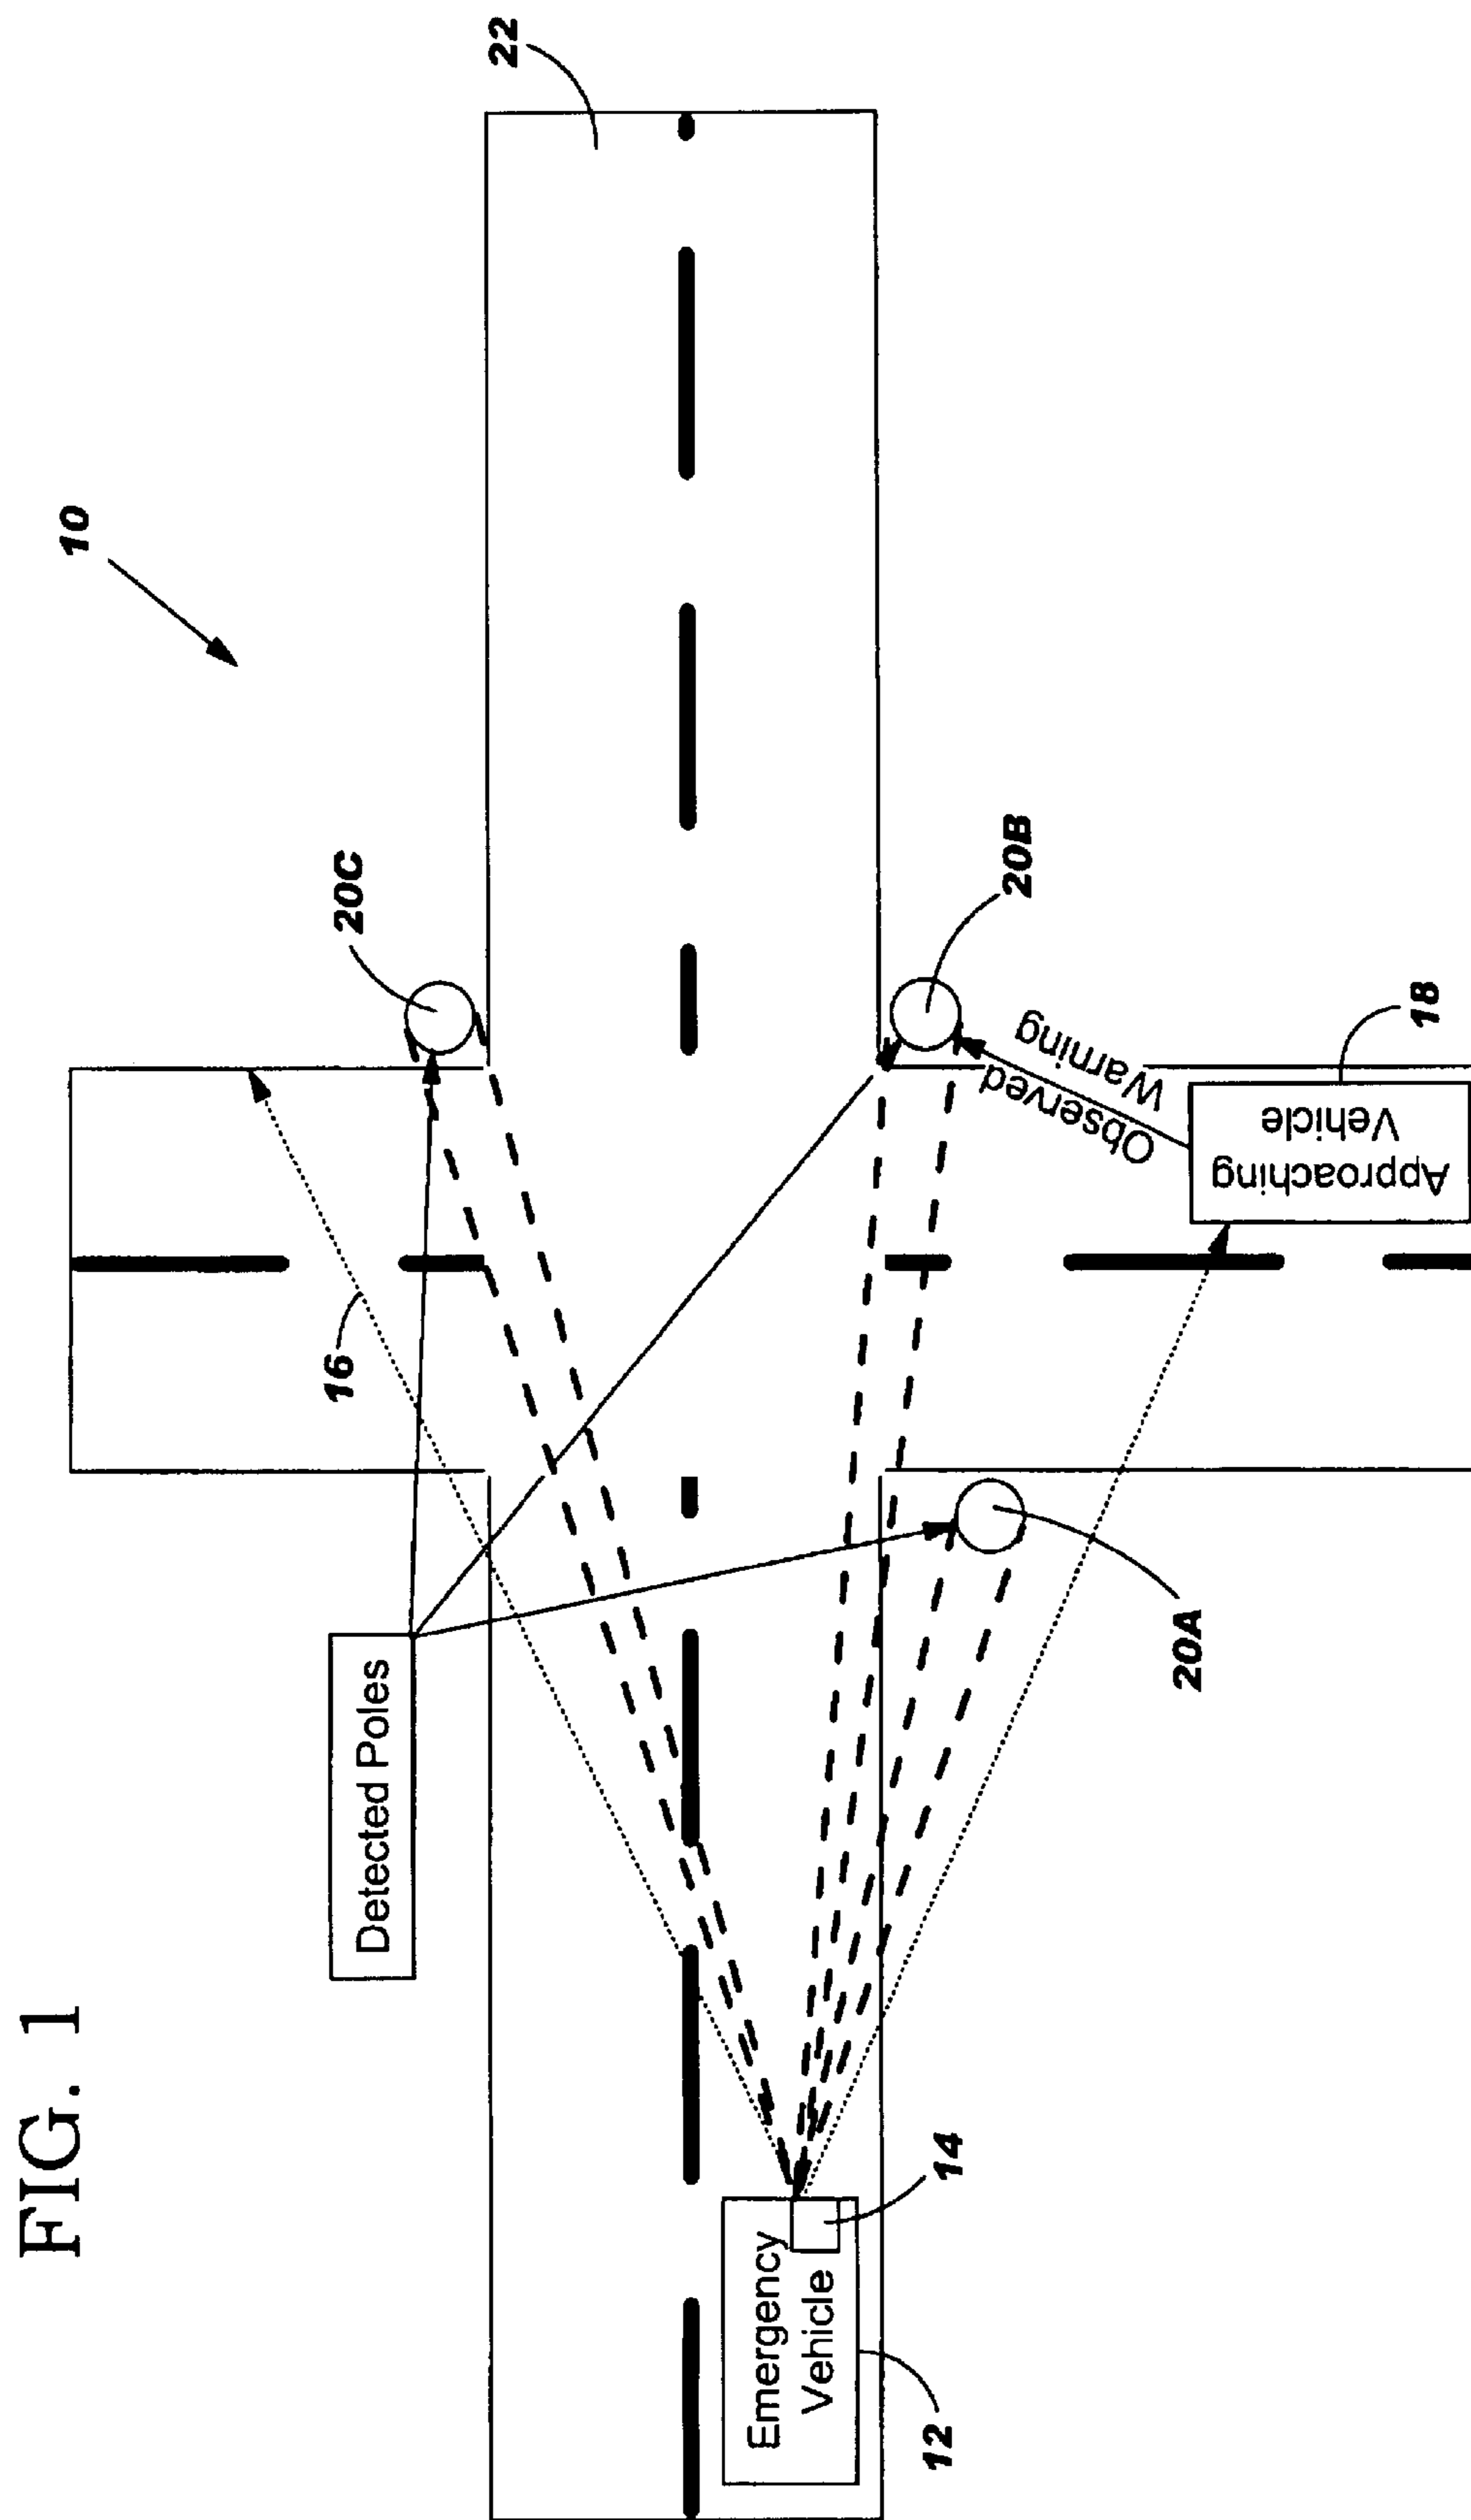 FIG. 1
10
22
20C
16
Detected Poles
20B
Observed
Warning
Approaching
Vehicle
18
20A
Emergency
Vehicle
14
12